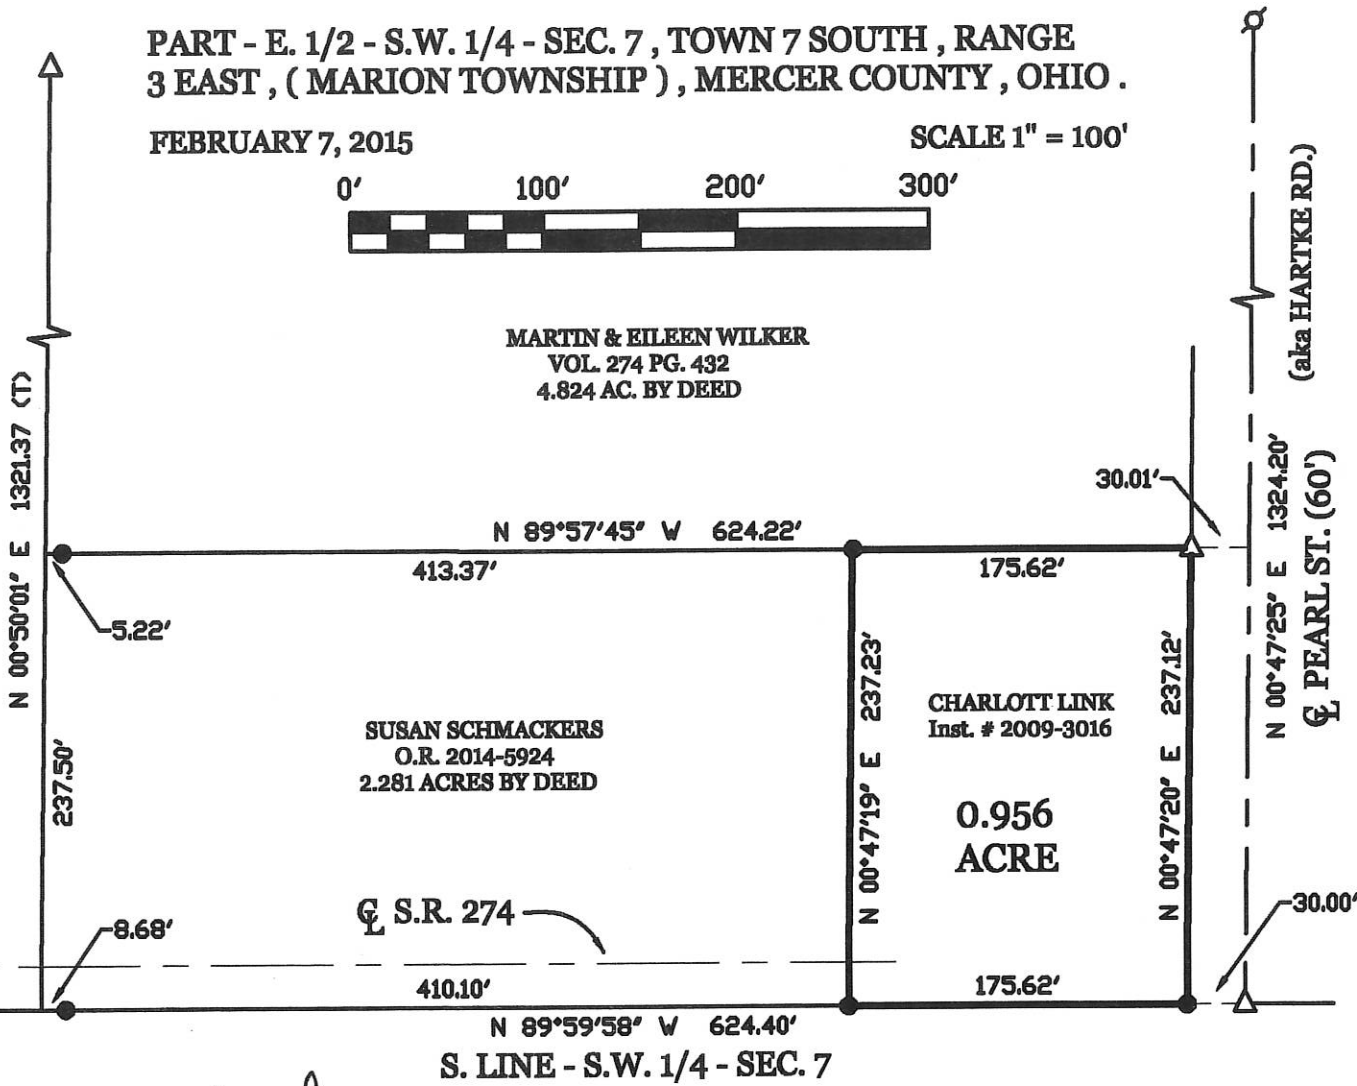 PART - E. 1/2 - S.W. 1/4 - SEC. 7 , TOWN 7 SOUTH , RANGE
3 EAST , ( MARION TOWNSHIP ) , MERCER COUNTY , OHIO .
FEBRUARY 7, 2015
SCALE 1" = 100'
0' 100' 200' 300'
(aka HARTKE RD.)
MARTIN & EILEEN WILKER
VOL. 274 PG. 432
4.824 AC. BY DEED
N 00°50'01" E 1321.37 (T)
30.01'
N 00°47'25" E 1324.20'
℄ PEARL ST. (60')
N 89°57'45" W 624.22'
413.37'
175.62'
5.22'
237.50'
SUSAN SCHMACKERS
O.R. 2014-5924
2.281 ACRES BY DEED
N 00°47'19" E 237.23'
CHARLOTT LINK
Inst. # 2009-3016
0.956
ACRE
N 00°47'20" E 237.12'
℄ S.R. 274
8.68'
30.00'
410.10'
175.62'
N 89°59'58" W 624.40'
S. LINE - S.W. 1/4 - SEC. 7